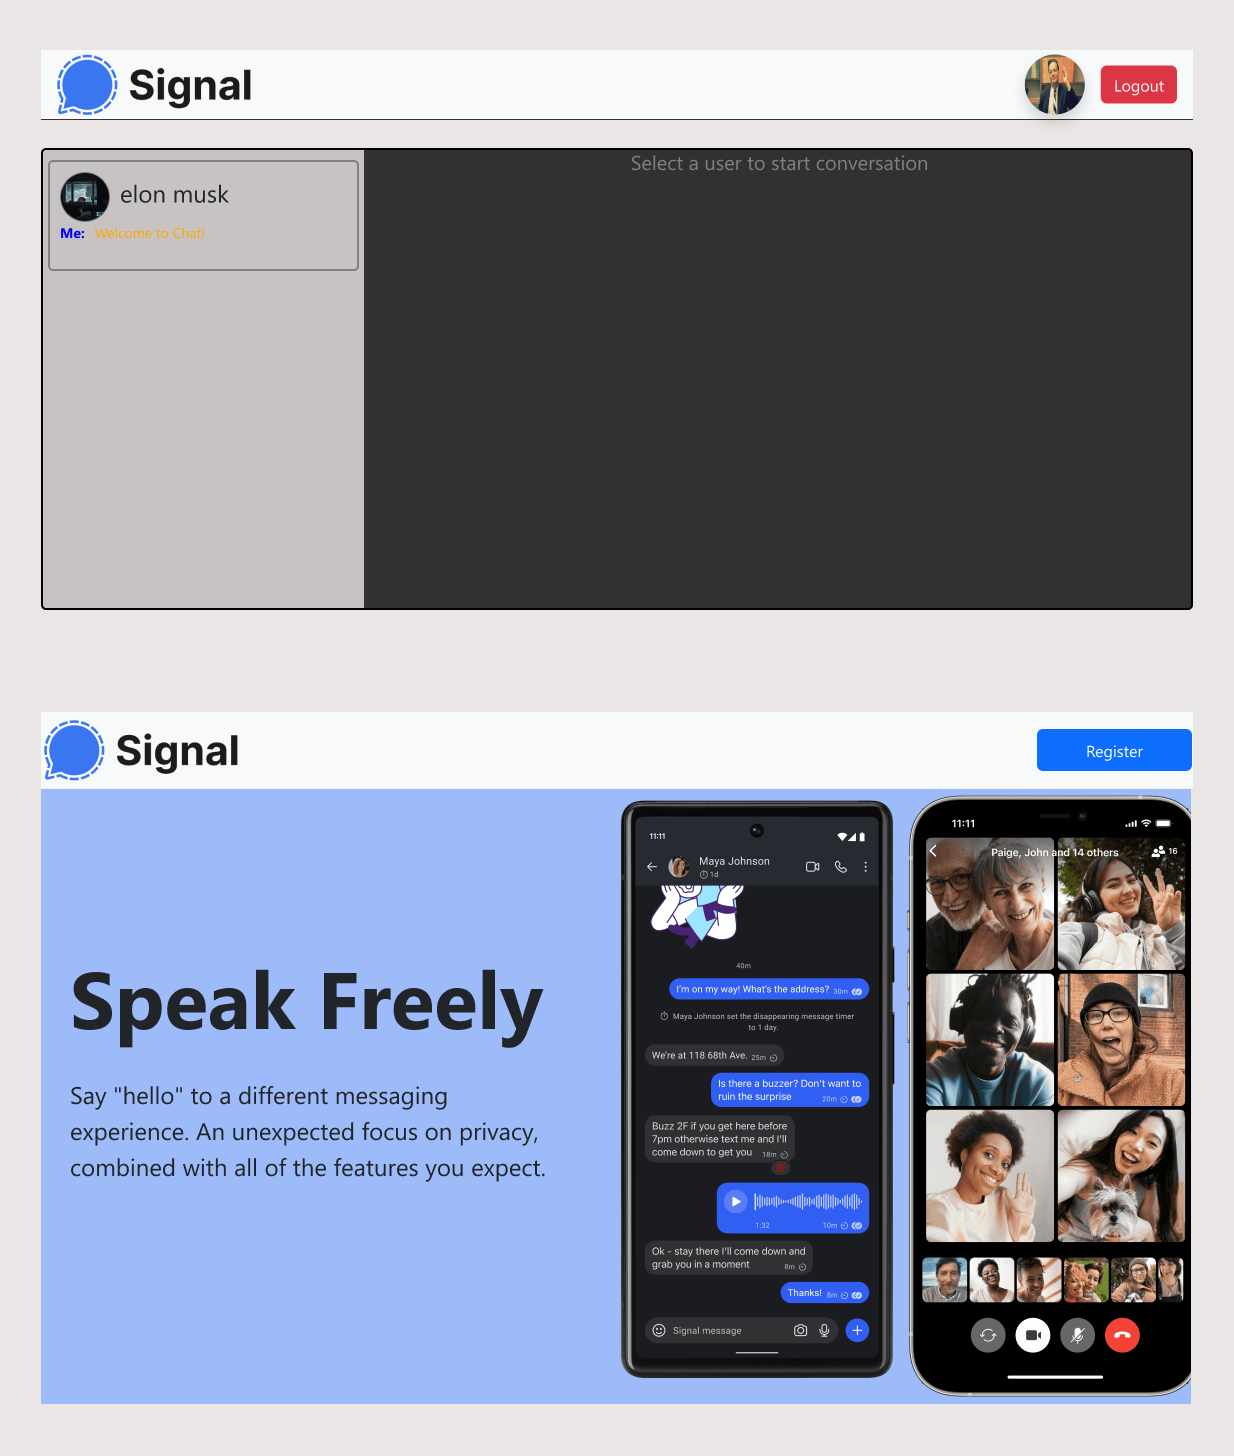 Signal
Logout
Select a user to start conversation
elon musk
Me: Welcome to Chat!
Signal
Register
Speak Freely
Say "hello" to a different messaging
experience. An unexpected focus on privacy,
combined with all of the features you expect.
11:11
Maya Johnson
1d
40m
I'm on my way! What's the address? 30m
Maya Johnson set the disappearing message timer
to 1 day.
We're at 118 68th Ave. 25m
Is there a buzzer? Don't want to
ruin the surprise 20m
Buzz 2F if you get here before
7pm otherwise text me and I'll
come down to get you 18m
💯
1:32 10m
Ok - stay there I'll come down and
grab you in a moment 8m
Thanks! 8m
Signal message
11:11
Paige, John and 14 others 16